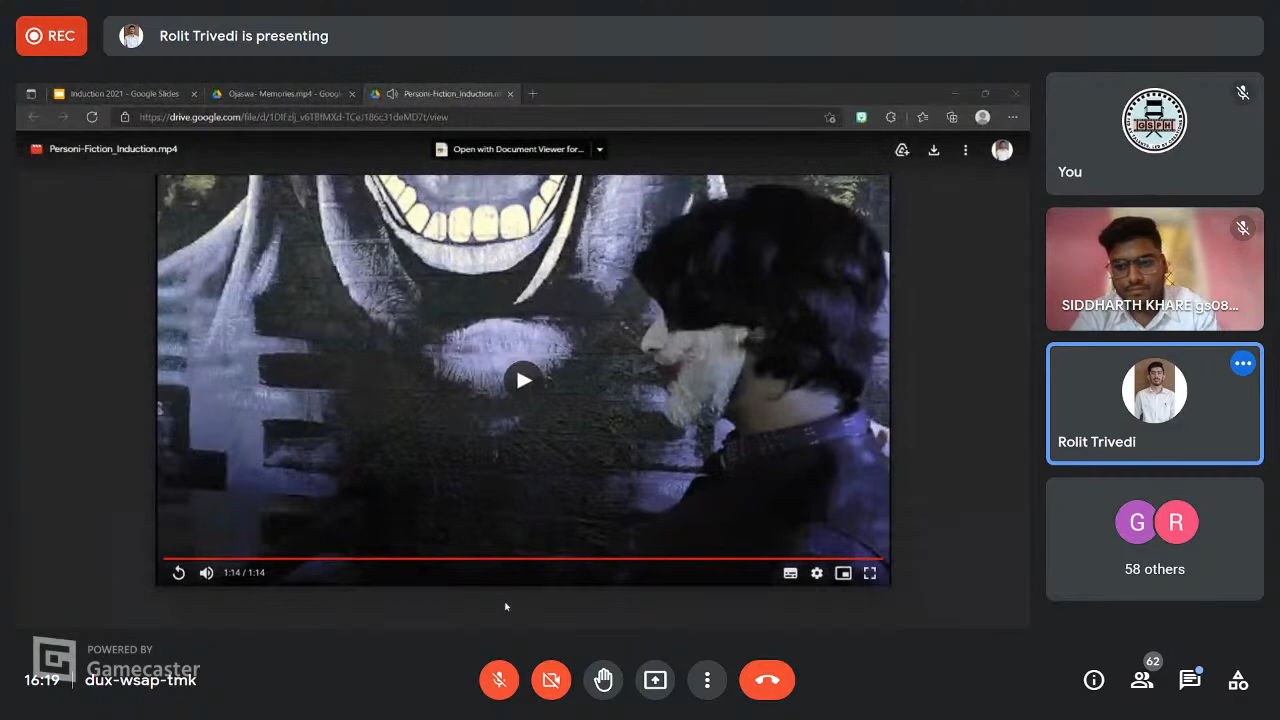 REC
Rolit Trivedi is presenting
Induction 2021 - Google Slides
Ojaswa- Memories.mp4 - Googl
Personi-Fiction_Induction.m
Personi-Fiction_Induction.mp4
Open with Document Viewer for...
You
SIDDHARTH KHARE gs08...
Rolit Trivedi
G
R
58 others
1:14 / 1:14
POWERED BY
Gamecaster
16:19
dux-wsap-tmk
62